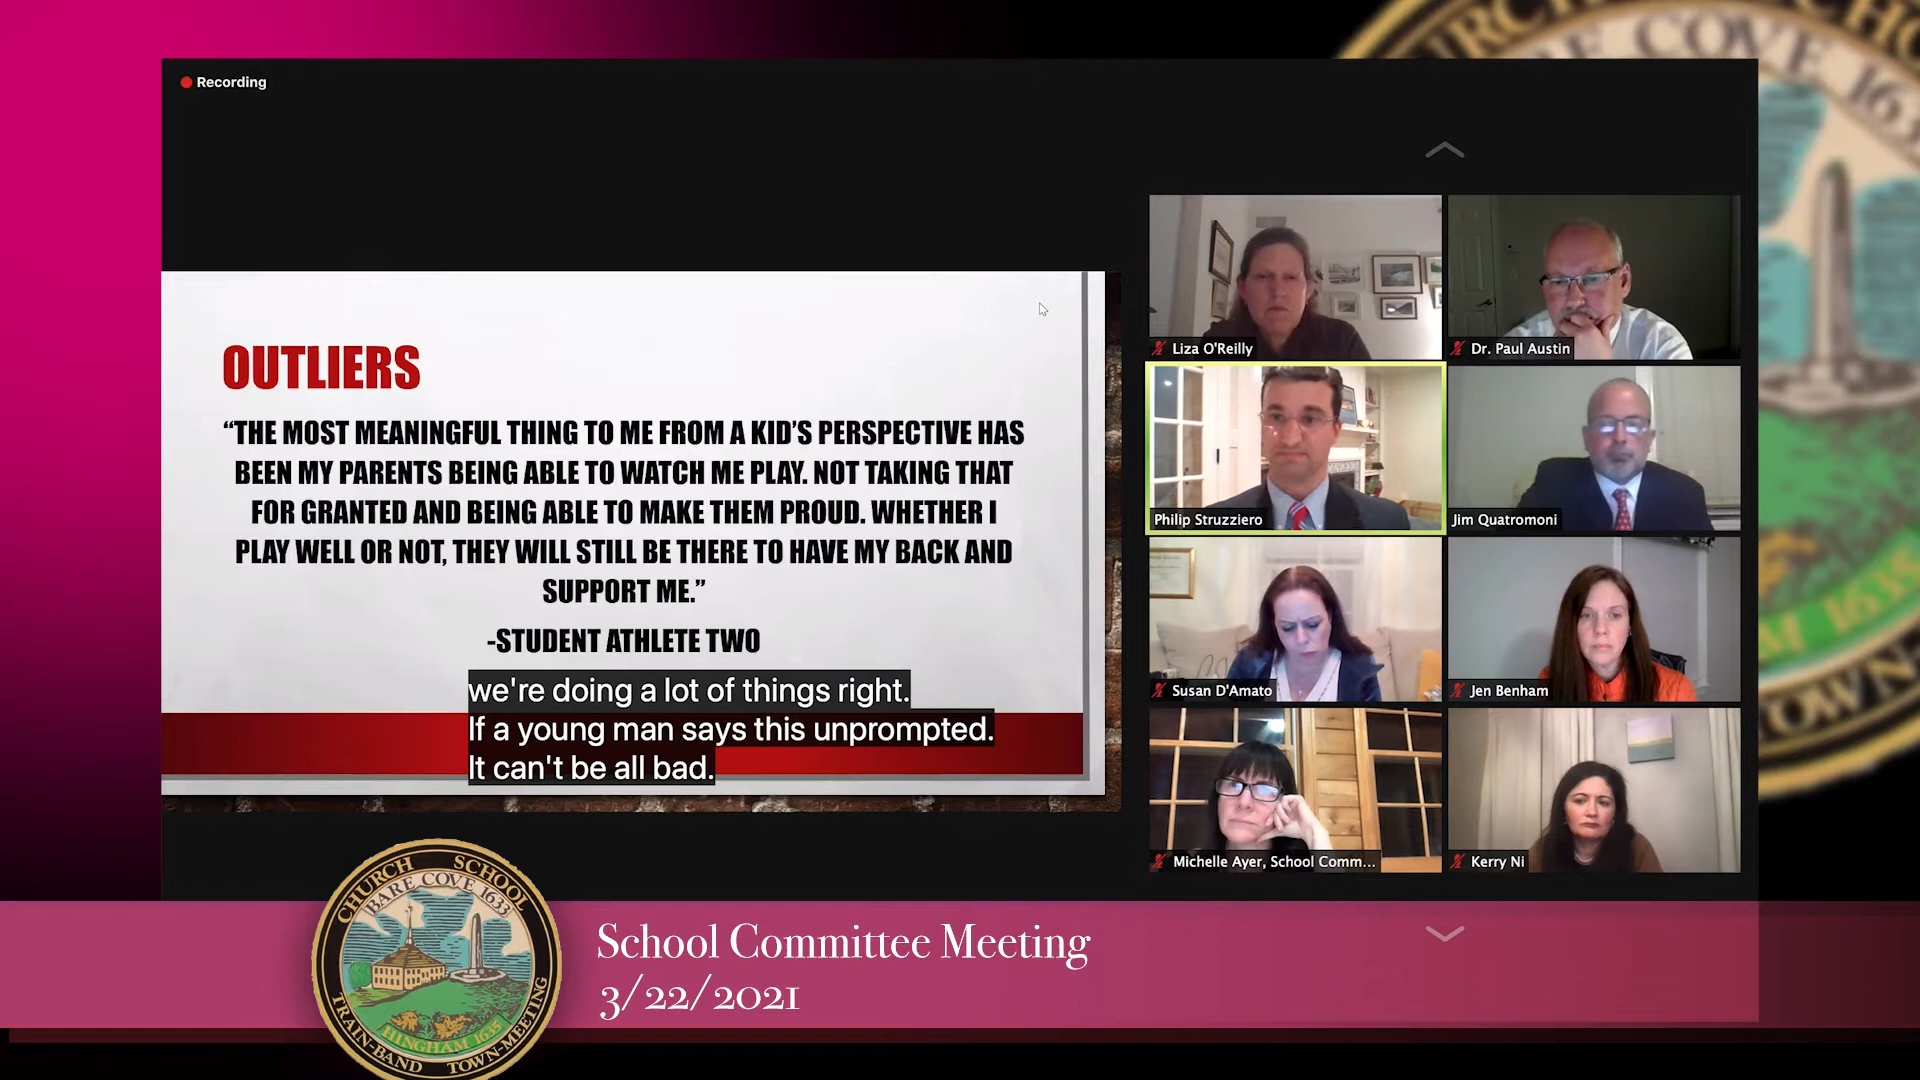 Recording
OUTLIERS
“THE MOST MEANINGFUL THING TO ME FROM A KID’S PERSPECTIVE HAS
BEEN MY PARENTS BEING ABLE TO WATCH ME PLAY. NOT TAKING THAT
FOR GRANTED AND BEING ABLE TO MAKE THEM PROUD. WHETHER I
PLAY WELL OR NOT, THEY WILL STILL BE THERE TO HAVE MY BACK AND
SUPPORT ME.”
-STUDENT ATHLETE TWO
we're doing a lot of things right.
If a young man says this unprompted.
It can't be all bad.
Liza O'Reilly
Dr. Paul Austin
Philip Struzziero
Jim Quatromoni
Susan D'Amato
Jen Benham
Michelle Ayer, School Comm...
Kerry Ni
School Committee Meeting
3/22/2021
CHURCH SCHOOL
BARE COVE 1633
HINGHAM 1635
TRAIN-BAND TOWN-MEETING